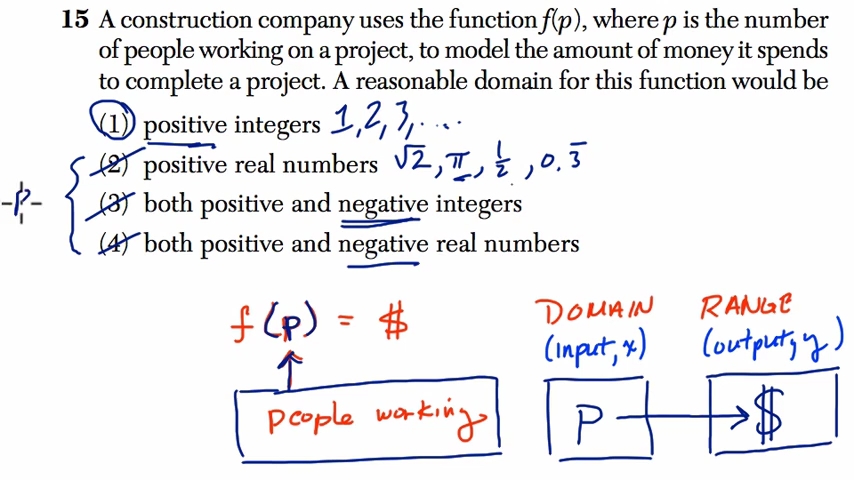 15 A construction company uses the function f(p), where p is the number
of people working on a project, to model the amount of money it spends
to complete a project. A reasonable domain for this function would be
(1) positive integers 1, 2, 3, ...
(2) positive real numbers √2, π, 1/2, 0.3̅
(3) both positive and negative integers
(4) both positive and negative real numbers
f(p) = $
people working
DOMAIN
(input, x)
P
RANGE
(output, y)
$